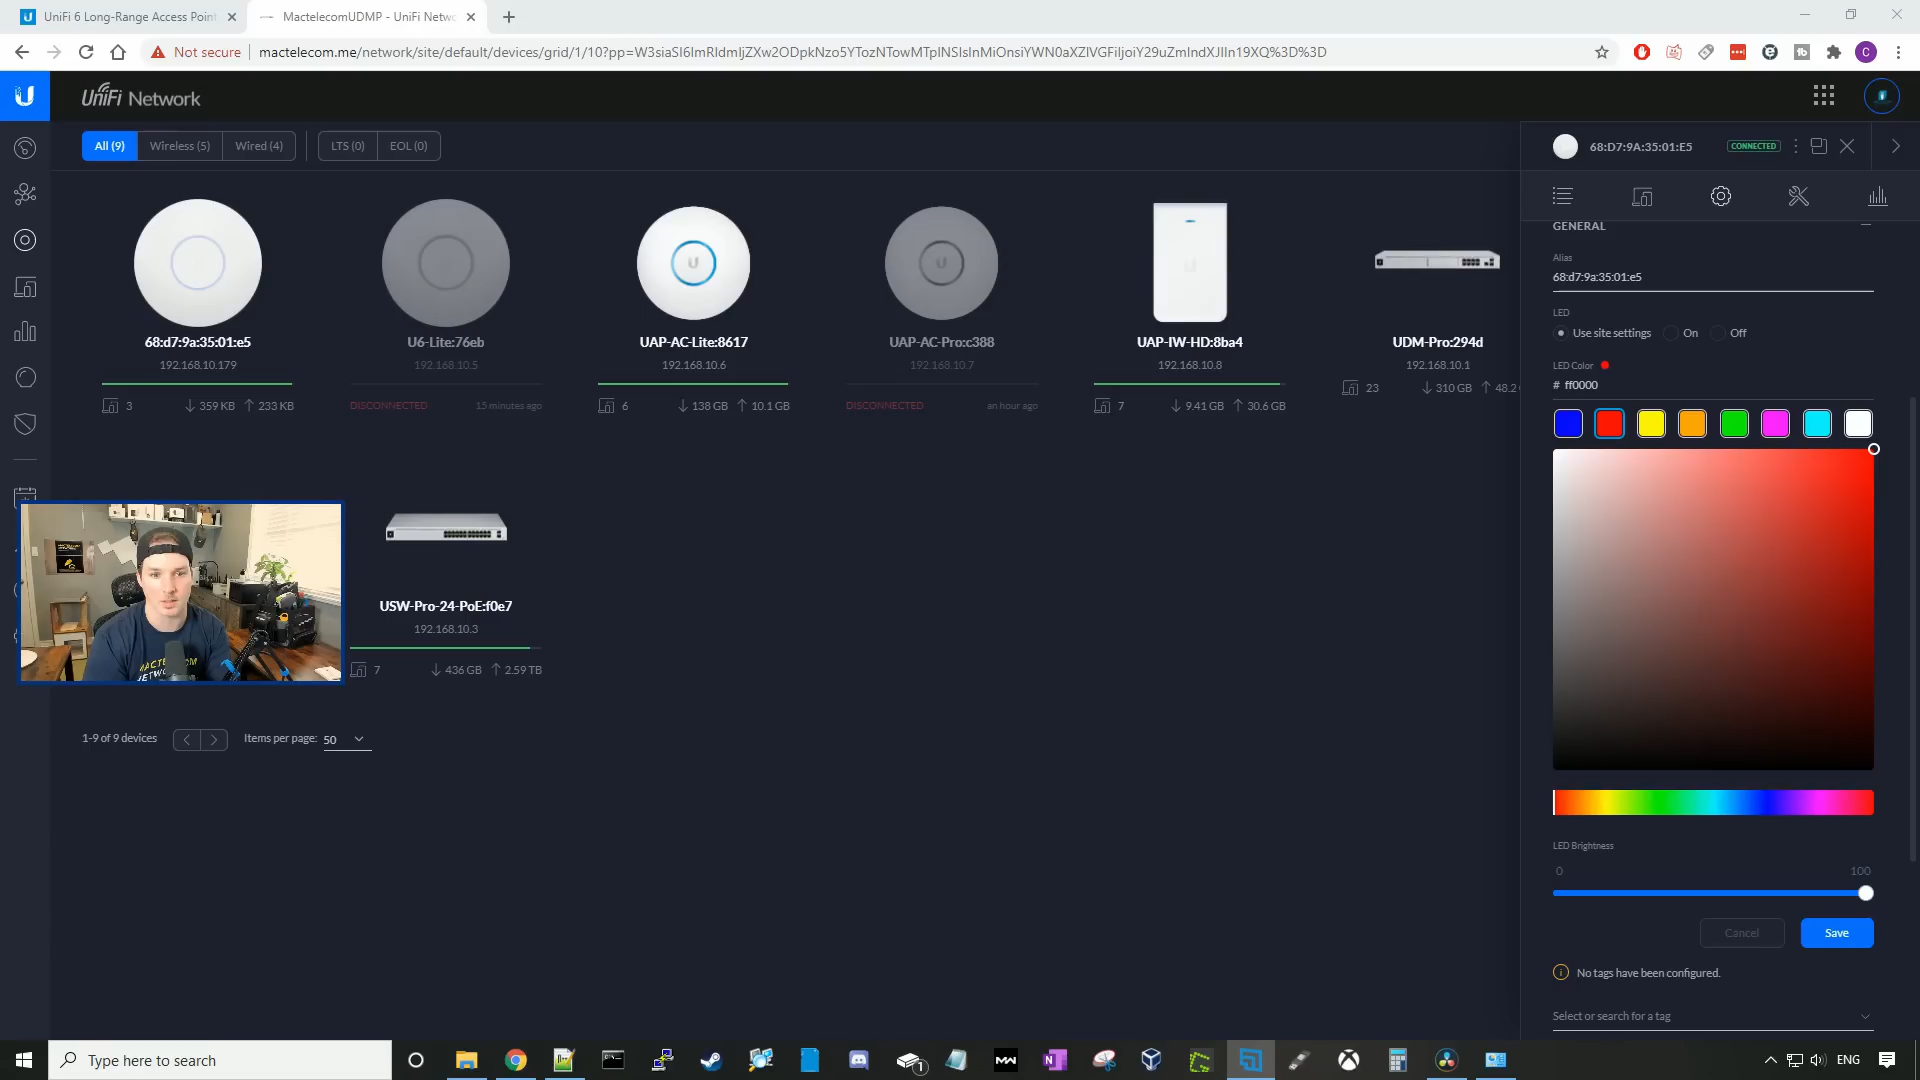 UniFi 6 Long-Range Access Point
MactelecomUDMP - UniFi Netwo
Not secure
mactelecom.me/network/site/default/devices/grid/1/10?pp=W3siaSI6ImRldmljZXw2ODpkNzo5YTozNTowMTplNSIsInMiOnsiYWN0aXZlVGFiIjoiY29uZmlndXJlIn19XQ%3D%3D
UniFi Network
All (9)
Wireless (5)
Wired (4)
LTS (0)
EOL (0)
68:d7:9a:35:01:e5
192.168.10.179
3
359 KB
233 KB
U6-Lite:76eb
192.168.10.5
DISCONNECTED
15 minutes ago
UAP-AC-Lite:8617
192.168.10.6
6
138 GB
10.1 GB
UAP-AC-Pro:c388
192.168.10.7
DISCONNECTED
an hour ago
UAP-IW-HD:8ba4
192.168.10.8
7
9.41 GB
30.6 GB
UDM-Pro:294d
192.168.10.1
23
310 GB
48.2
USW-Pro-24-PoE:f0e7
192.168.10.3
7
436 GB
2.59 TB
1-9 of 9 devices
Items per page:
50
68:D7:9A:35:01:E5
CONNECTED
GENERAL
Alias
68:d7:9a:35:01:e5
LED
Use site settings
On
Off
LED Color
# ff0000
LED Brightness
0
100
Cancel
Save
No tags have been configured.
Select or search for a tag
Type here to search
1
ENG